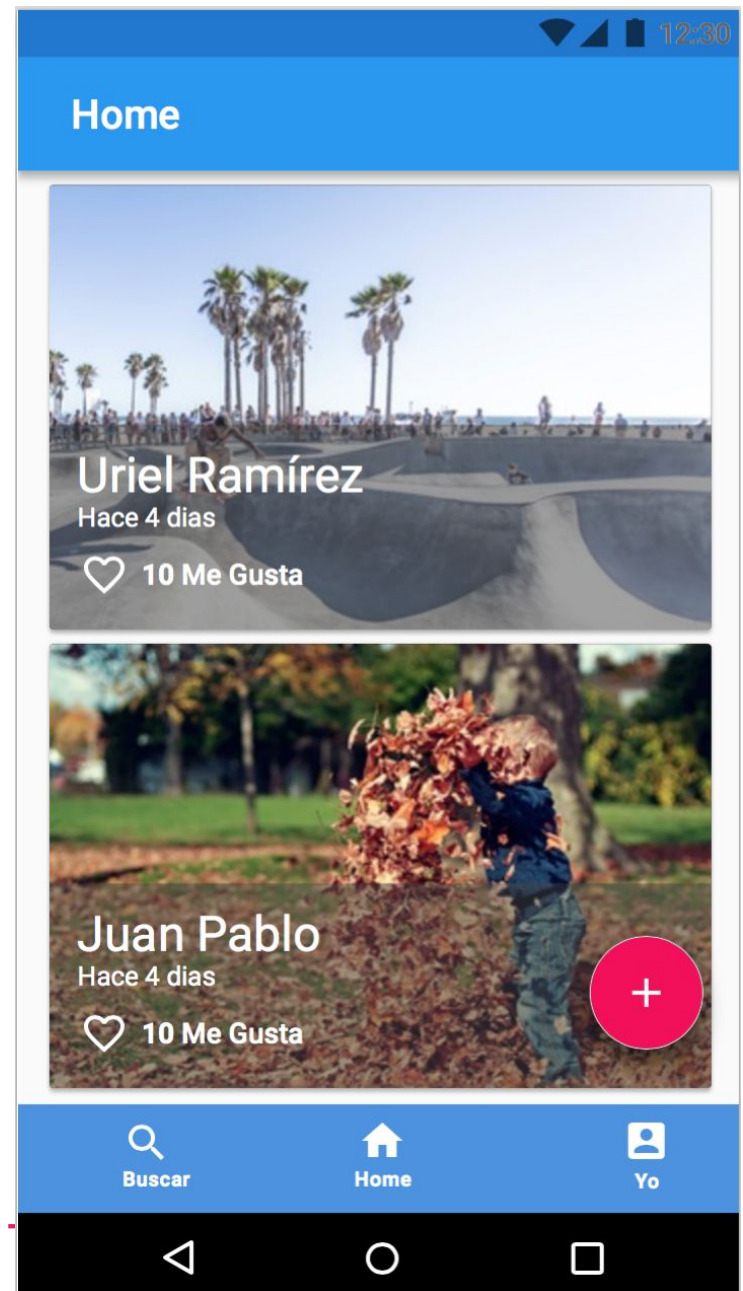 12:30
Home
Uriel Ramírez
Hace 4 dias
10 Me Gusta
Juan Pablo
Hace 4 dias
10 Me Gusta
+
Buscar
Home
Yo